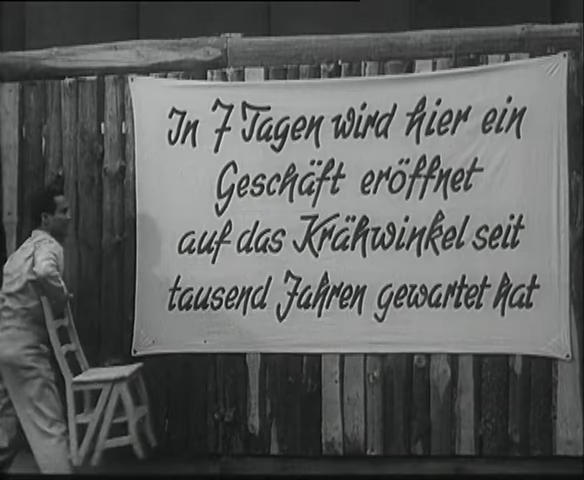 In 7 Tagen wird hier ein
Geschäft eröffnet
auf das Krähwinkel seit
tausend Jahren gewartet hat